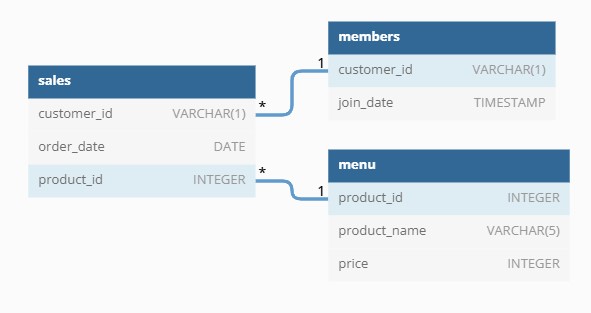 sales
customer_id VARCHAR(1)
order_date DATE
product_id INTEGER
*
*
1
1
members
customer_id VARCHAR(1)
join_date TIMESTAMP
menu
product_id INTEGER
product_name VARCHAR(5)
price INTEGER